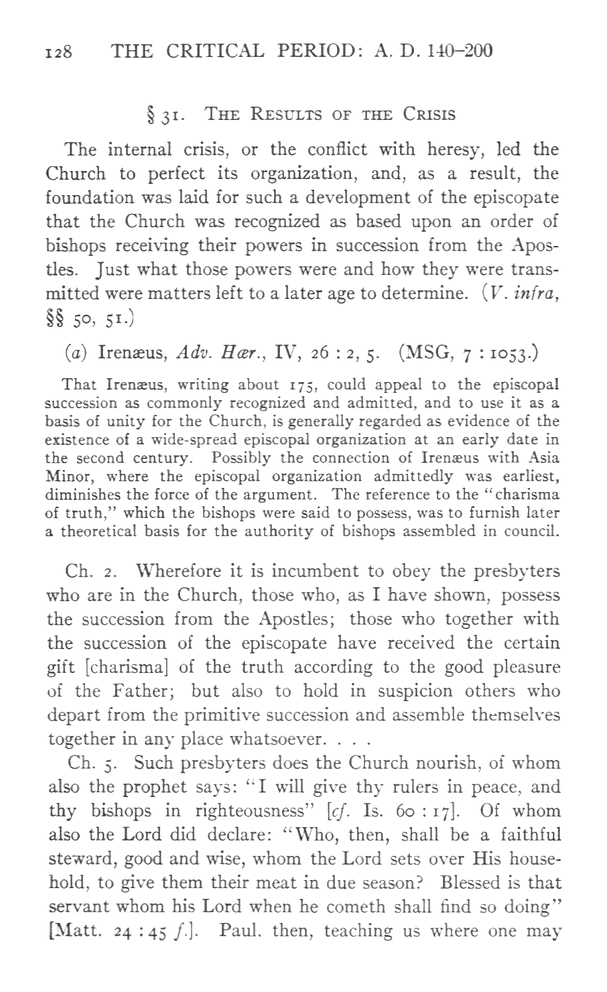 128 THE CRITICAL PERIOD: A. D. 140–200
§ 31. The Results of the Crisis
The internal crisis, or the conflict with heresy, led the
Church to perfect its organization, and, as a result, the
foundation was laid for such a development of the episcopate
that the Church was recognized as based upon an order of
bishops receiving their powers in succession from the Apos-
tles. Just what those powers were and how they were trans-
mitted were matters left to a later age to determine. (V. infra,
§§ 50, 51.)
(a) Irenæus, Adv. Hær., IV, 26 : 2, 5. (MSG, 7 : 1053.)
That Irenæus, writing about 175, could appeal to the episcopal
succession as commonly recognized and admitted, and to use it as a
basis of unity for the Church, is generally regarded as evidence of the
existence of a wide-spread episcopal organization at an early date in
the second century. Possibly the connection of Irenæus with Asia
Minor, where the episcopal organization admittedly was earliest,
diminishes the force of the argument. The reference to the “charisma
of truth,” which the bishops were said to possess, was to furnish later
a theoretical basis for the authority of bishops assembled in council.
Ch. 2. Wherefore it is incumbent to obey the presbyters
who are in the Church, those who, as I have shown, possess
the succession from the Apostles; those who together with
the succession of the episcopate have received the certain
gift [charisma] of the truth according to the good pleasure
of the Father; but also to hold in suspicion others who
depart from the primitive succession and assemble themselves
together in any place whatsoever. . . .
Ch. 5. Such presbyters does the Church nourish, of whom
also the prophet says: “I will give thy rulers in peace, and
thy bishops in righteousness” [cf. Is. 60 : 17]. Of whom
also the Lord did declare: “Who, then, shall be a faithful
steward, good and wise, whom the Lord sets over His house-
hold, to give them their meat in due season? Blessed is that
servant whom his Lord when he cometh shall find so doing”
[Matt. 24 : 45 f.]. Paul. then, teaching us where one may